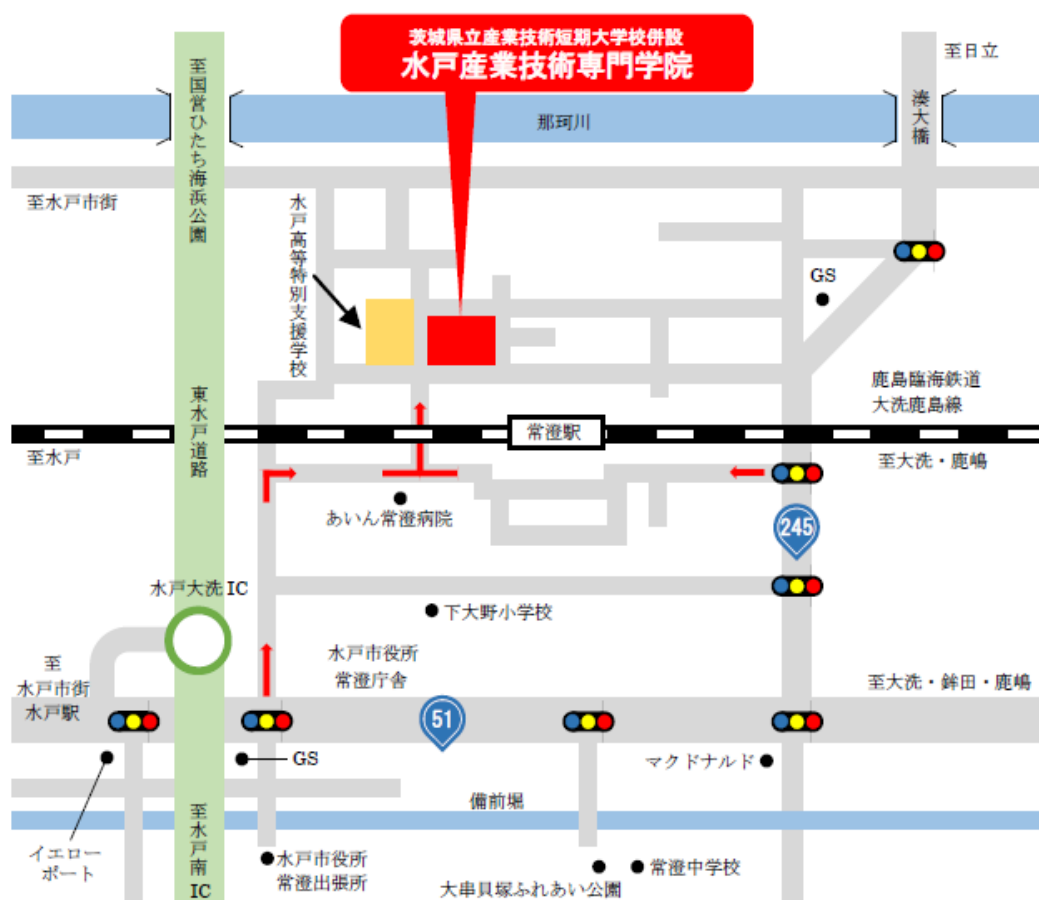 茨城県立産業技術短期大学校併設
水戸産業技術専門学院
至日立
至国営ひたち海浜公園
那珂川
湊大橋
至水戸市街
水戸高等特別支援学校
GS
東水戸道路
鹿島臨海鉄道
大洗鹿島線
常澄駅
至水戸
至大洗・鹿嶋
あいん常澄病院
245
水戸大洗 IC
下大野小学校
水戸市役所
常澄庁舎
至
水戸市街
水戸駅
至大洗・鉾田・鹿嶋
51
GS
マクドナルド
備前堀
至水戸南IC
イエロー
ポート
水戸市役所
常澄出張所
大串貝塚ふれあい公園
常澄中学校